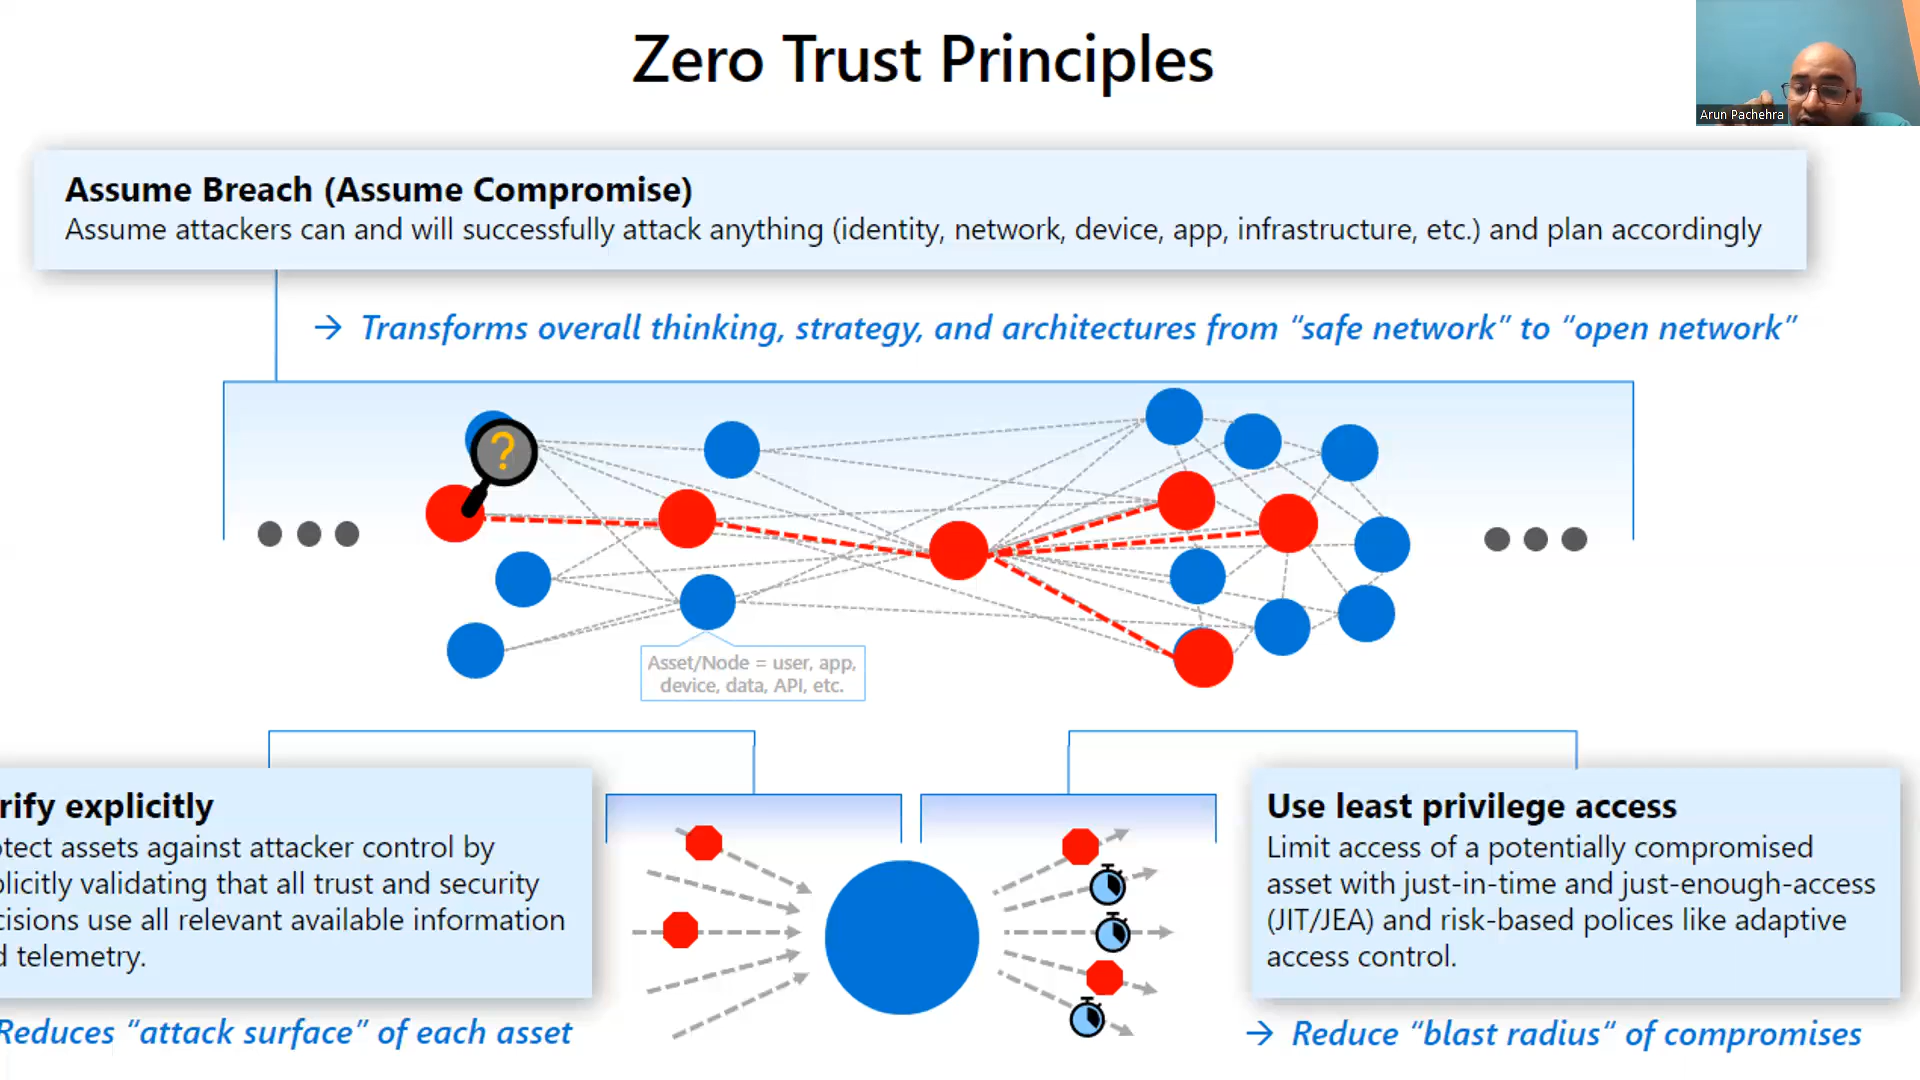 Zero Trust Principles
Arun Pachehra
Assume Breach (Assume Compromise)
Assume attackers can and will successfully attack anything (identity, network, device, app, infrastructure, etc.) and plan accordingly
→ Transforms overall thinking, strategy, and architectures from “safe network” to “open network”
?
Asset/Node = user, app,
device, data, API, etc.
rify explicitly
tect assets against attacker control by
plicitly validating that all trust and security
cisions use all relevant available information
d telemetry.
Reduces “attack surface” of each asset
Use least privilege access
Limit access of a potentially compromised
asset with just-in-time and just-enough-access
(JIT/JEA) and risk-based polices like adaptive
access control.
→ Reduce “blast radius“ of compromises